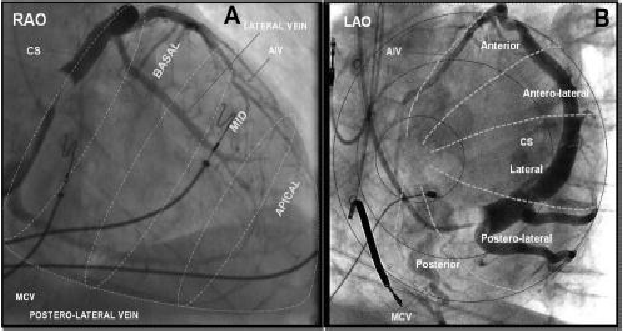 RAO
A
LATERAL VEIN
CS
AIV
BASAL
MID
APICAL
MCV
POSTERO-LATERAL VEIN
LAO
B
AIV
Anterior
Antero-lateral
CS
Lateral
Postero-lateral
Posterior
MCV